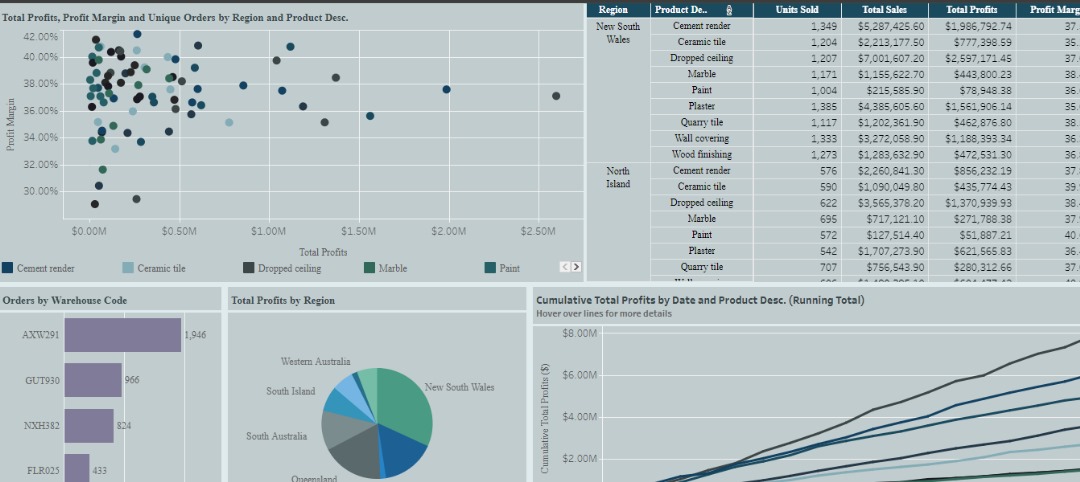 Total Profits, Profit Margin and Unique Orders by Region and Product Desc.
42.00%
40.00%
38.00%
36.00%
34.00%
32.00%
30.00%
Profit Margin
$0.00M $0.50M $1.00M $1.50M $2.00M $2.50M
Total Profits
Cement render Ceramic tile Dropped ceiling Marble Paint
Region Product De.. Units Sold Total Sales Total Profits Profit Marg
New South Wales Cement render 1,349 $5,287,425.60 $1,986,792.74 37.
Ceramic tile 1,204 $2,213,177.50 $777,398.59 35.
Dropped ceiling 1,207 $7,001,607.20 $2,597,171.45 37.
Marble 1,171 $1,155,622.70 $443,800.23 38.
Paint 1,004 $215,585.90 $78,948.38 36.
Plaster 1,385 $4,385,605.60 $1,561,906.14 35.
Quarry tile 1,117 $1,202,361.90 $462,876.80 38.
Wall covering 1,333 $3,272,058.90 $1,188,393.34 36.
Wood finishing 1,273 $1,283,632.90 $472,531.30 36.
North Island Cement render 576 $2,260,841.30 $856,232.19 37.
Ceramic tile 590 $1,090,049.80 $435,774.43 39.
Dropped ceiling 622 $3,565,378.20 $1,370,939.93 38.
Marble 695 $717,121.10 $271,788.38 37.
Paint 572 $127,514.40 $51,887.21 40.
Plaster 542 $1,707,273.90 $621,565.83 36.
Quarry tile 707 $756,543.90 $280,312.66 37.
Orders by Warehouse Code
AXW291 1,946
GUT930 966
NXH382 824
FLR025 433
Total Profits by Region
Western Australia
New South Wales
South Island
South Australia
Queensland
Cumulative Total Profits by Date and Product Desc. (Running Total)
Hover over lines for more details
$8.00M
$6.00M
$4.00M
$2.00M
Cumulative Total Profits ($)